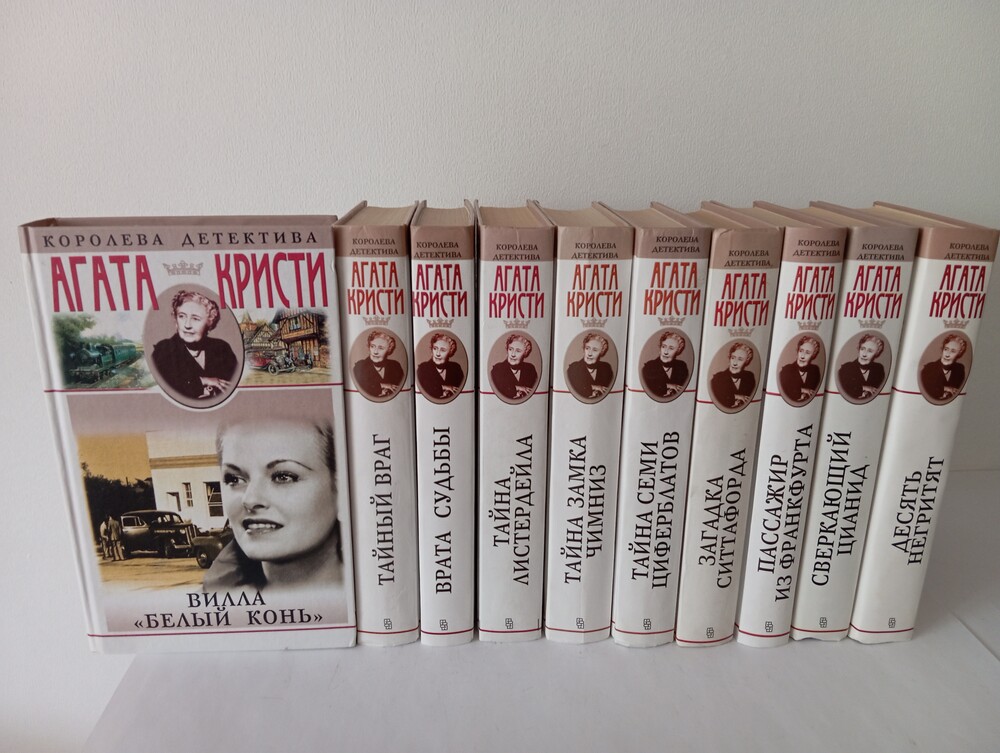 КОРОЛЕВА ДЕТЕКТИВА
АГАТА КРИСТИ
ВИЛЛА
«БЕЛЫЙ КОНЬ»
КОРОЛЕВА
ДЕТЕКТИВА
АГАТА
КРИСТИ
ТАЙНЫЙ ВРАГ
КОРОЛЕВА
ДЕТЕКТИВА
АГАТА
КРИСТИ
ВРАТА СУДЬБЫ
КОРОЛЕВА
ДЕТЕКТИВА
АГАТА
КРИСТИ
ТАЙНА
ЛИСТЕРДЕЙЛА
КОРОЛЕВА
ДЕТЕКТИВА
АГАТА
КРИСТИ
ТАЙНА ЗАМКА
ЧИМНИЗ
КОРОЛЕВА
ДЕТЕКТИВА
АГАТА
КРИСТИ
ТАЙНА СЕМИ
ЦИФЕРБЛАТОВ
КОРОЛЕВА
ДЕТЕКТИВА
АГАТА
КРИСТИ
ЗАГАДКА
СИТТАФОРДА
КОРОЛЕВА
ДЕТЕКТИВА
АГАТА
КРИСТИ
ПАССАЖИР
ИЗ ФРАНКФУРТА
КОРОЛЕВА
ДЕТЕКТИВА
АГАТА
КРИСТИ
СВЕРКАЮЩИЙ
ЦИАНИД
КОРОЛЕВА
ДЕТЕКТИВА
АГАТА
КРИСТИ
ДЕСЯТЬ
НЕГРИТЯТ